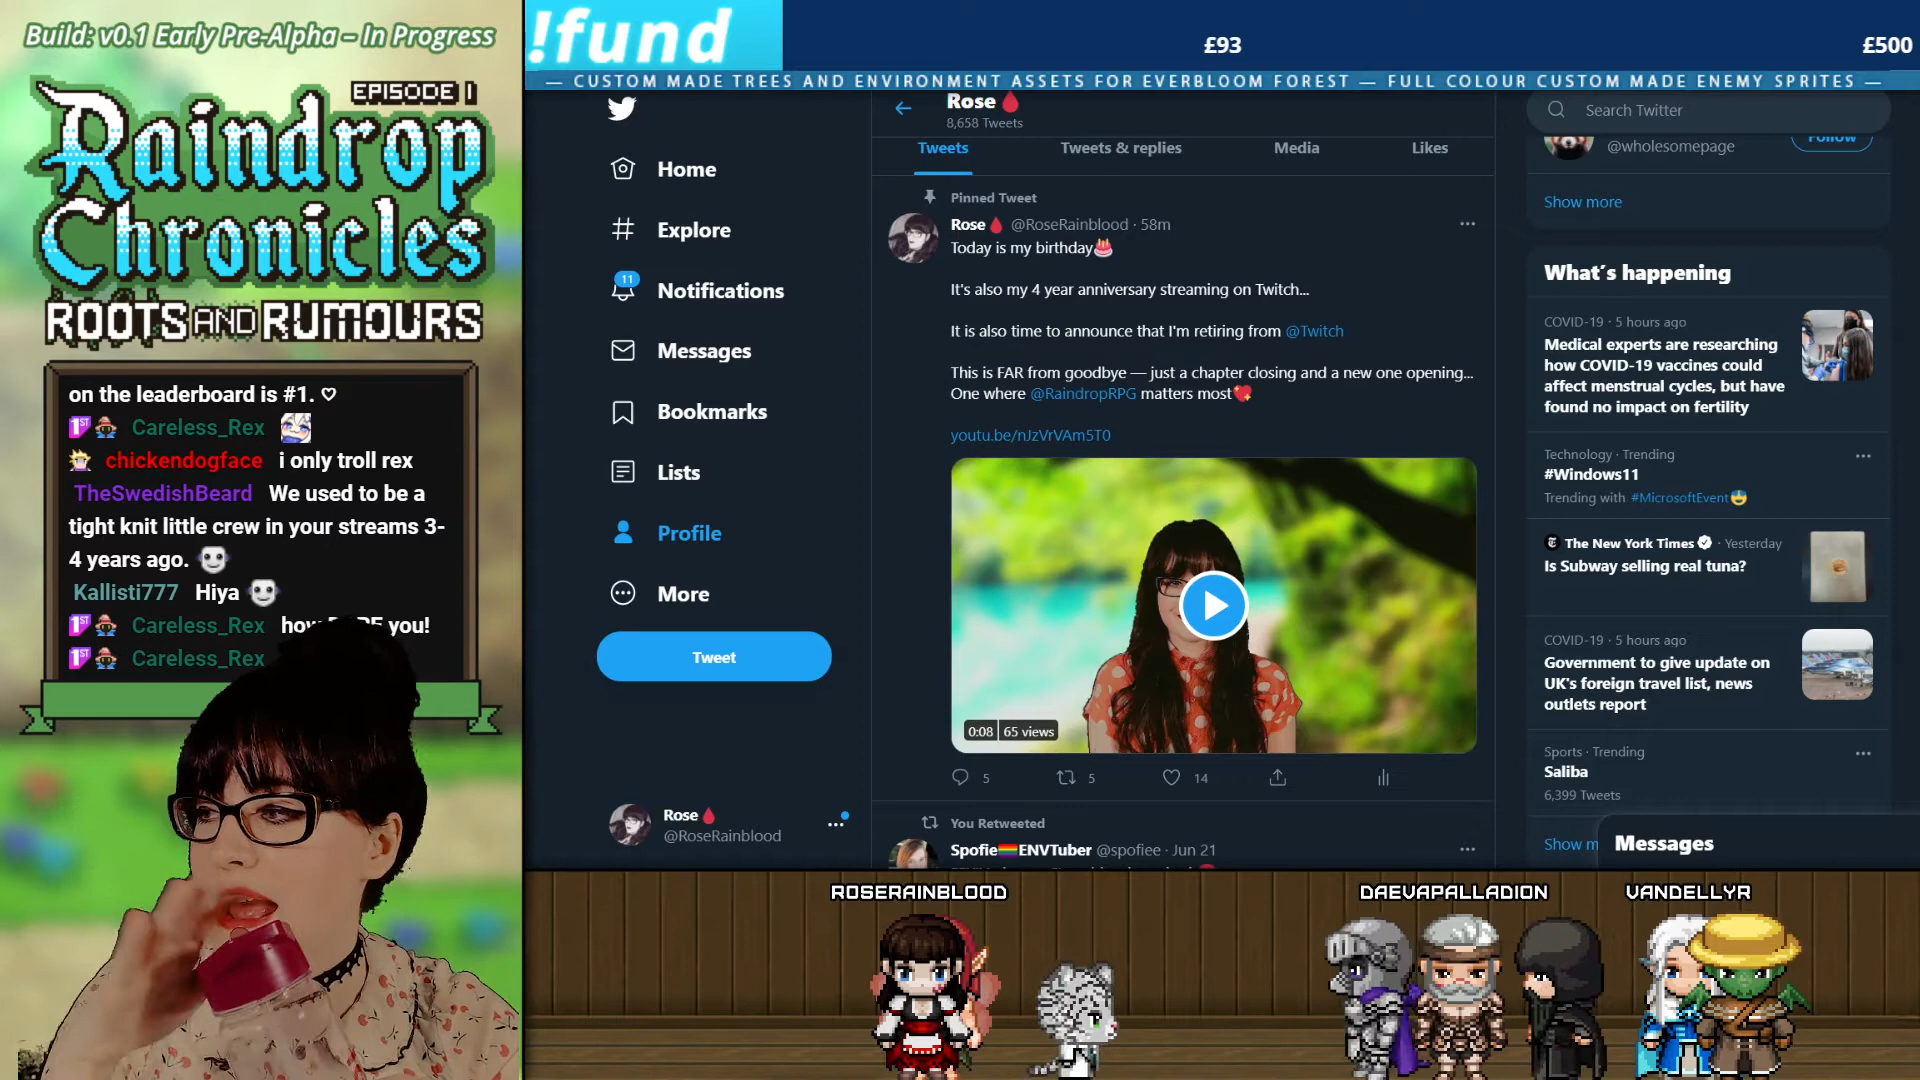 Build: v0.1 Early Pre-Alpha – In Progress
EPISODE I
Raindrop
Chronicles
ROOTS AND RUMOURS
on the leaderboard is #1. ♡
Careless_Rex
chickendogface i only troll rex
TheSwedishBeard We used to be a
tight knit little crew in your streams 3-
4 years ago.
Kallisti777 Hiya
Careless_Rex how you!
Careless_Rex
!fund
£93
£500
— CUSTOM MADE TREES AND ENVIRONMENT ASSETS FOR EVERBLOOM FOREST — FULL COLOUR CUSTOM MADE ENEMY SPRITES —
Home
Explore
11
Notifications
Messages
Bookmarks
Lists
Profile
More
Tweet
Rose
@RoseRainblood
Rose
8,658 Tweets
Tweets
Tweets & replies
Media
Likes
Pinned Tweet
Rose @RoseRainblood · 58m
Today is my birthday
It's also my 4 year anniversary streaming on Twitch...
It is also time to announce that I'm retiring from @Twitch
This is FAR from goodbye — just a chapter closing and a new one opening...
One where @RaindropRPG matters most
youtu.be/nJzVrVAm5T0
0:08 65 views
5
5
14
You Retweeted
Spofie ENVTuber @spofiee · Jun 21
Search Twitter
@wholesomepage
Follow
Show more
What's happening
COVID-19 · 5 hours ago
Medical experts are researching
how COVID-19 vaccines could
affect menstrual cycles, but have
found no impact on fertility
Technology · Trending
#Windows11
Trending with #MicrosoftEvent
The New York Times · Yesterday
Is Subway selling real tuna?
COVID-19 · 5 hours ago
Government to give update on
UK's foreign travel list, news
outlets report
Sports · Trending
Saliba
6,399 Tweets
Show m
Messages
ROSERAINBLOOD
DAEVAPALLADION
VANDELLYR